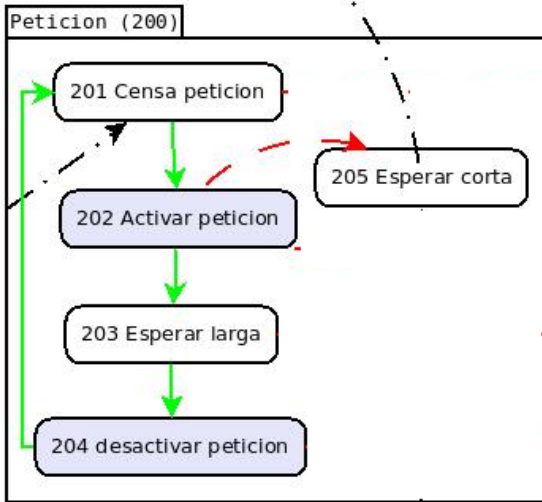 Peticion (200)
201 Censa peticion
205 Esperar corta
202 Activar peticion
203 Esperar larga
204 desactivar peticion